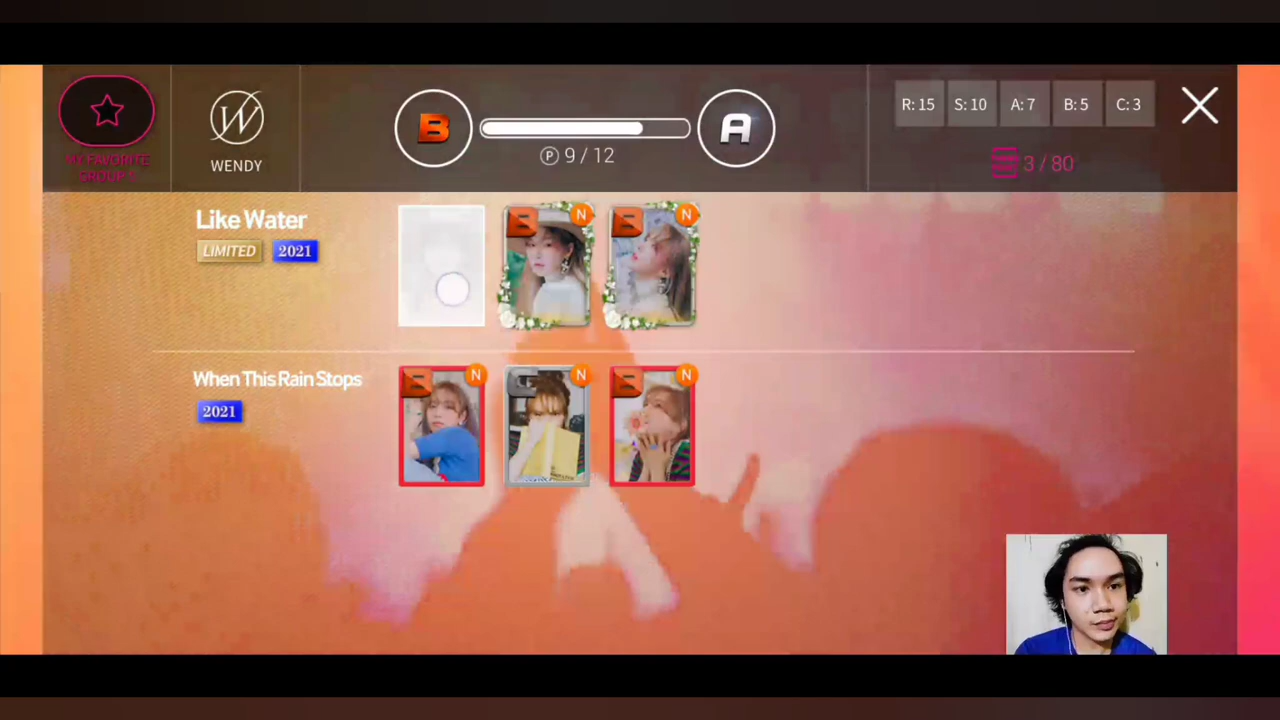 MY FAVORITE
GROUP !!
W
WENDY
B
P 9 / 12
A
R: 15 S: 10 A: 7 B: 5 C: 3
3 / 80
Like Water
LIMITED 2021
N N
When This Rain Stops
2021
N N N